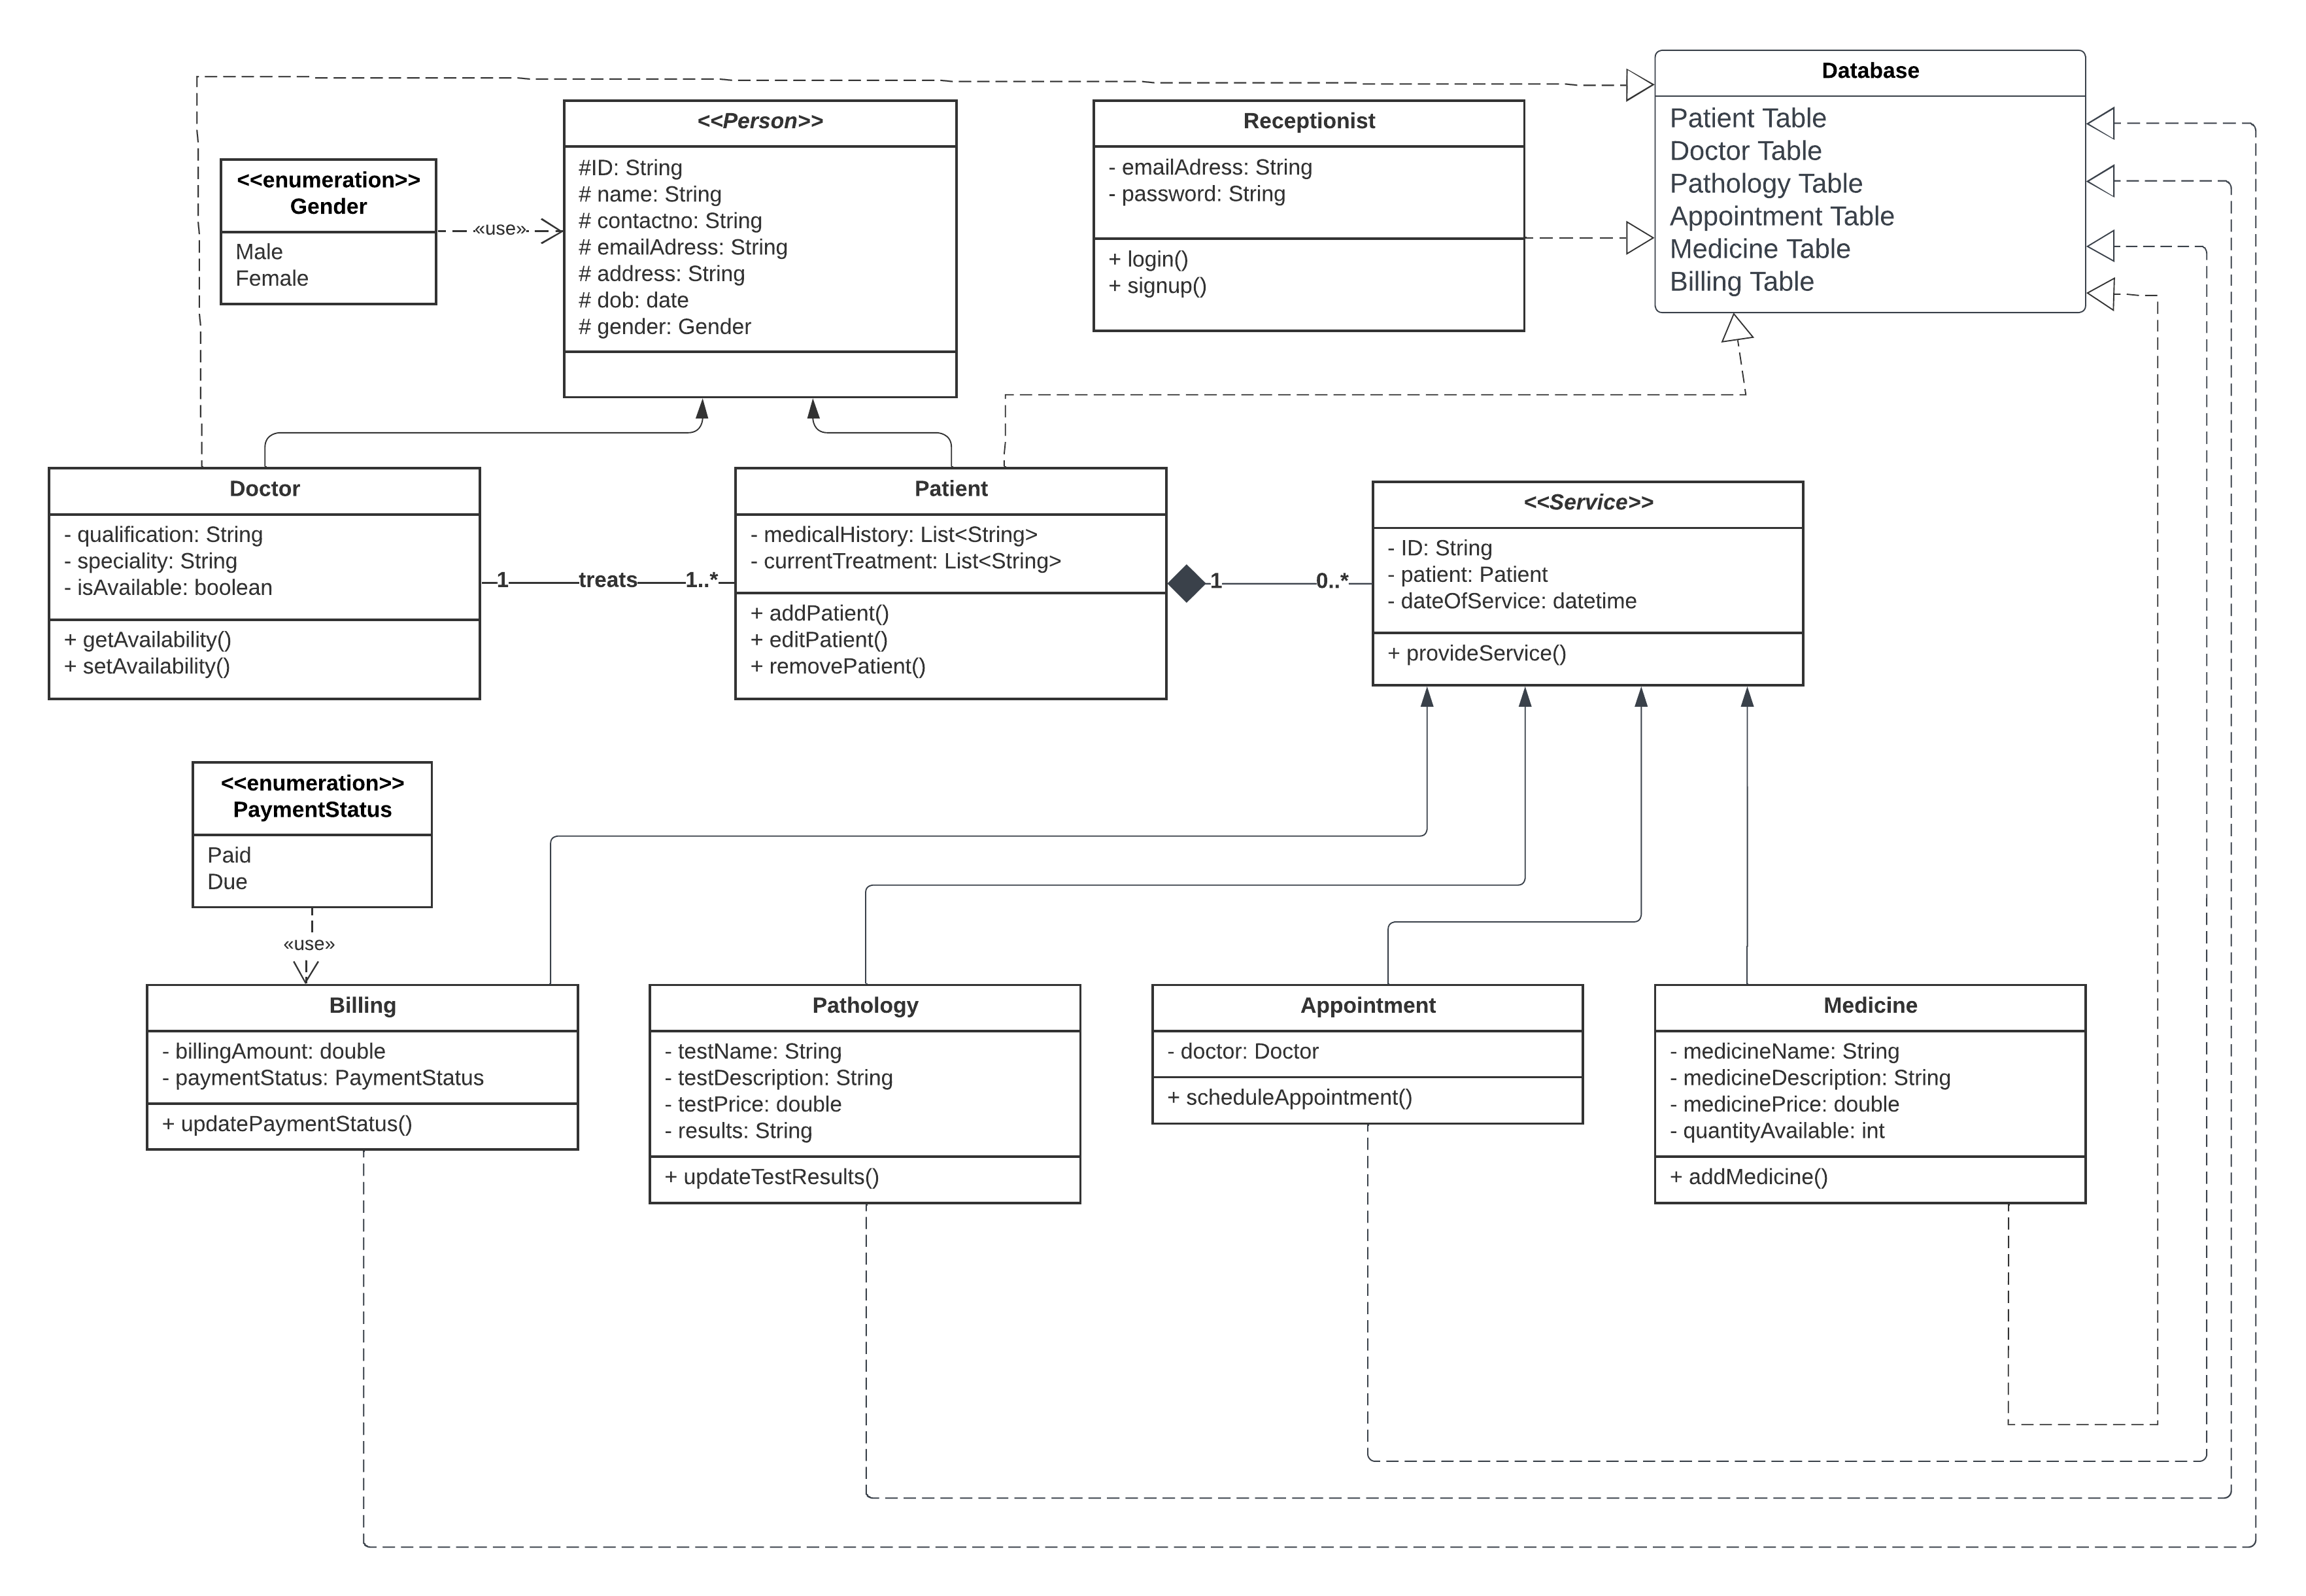 Database
Patient Table
Doctor Table
Pathology Table
Appointment Table
Medicine Table
Billing Table
<<Person>>
#ID: String
# name: String
# contactno: String
# emailAdress: String
# address: String
# dob: date
# gender: Gender
Receptionist
- emailAdress: String
- password: String
+ login()
+ signup()
<<enumeration>>
Gender
Male
Female
«use»
Doctor
- qualification: String
- speciality: String
- isAvailable: boolean
+ getAvailability()
+ setAvailability()
1 treats 1..*
Patient
- medicalHistory: List<String>
- currentTreatment: List<String>
+ addPatient()
+ editPatient()
+ removePatient()
1 0..*
<<Service>>
- ID: String
- patient: Patient
- dateOfService: datetime
+ provideService()
<<enumeration>>
PaymentStatus
Paid
Due
«use»
Billing
- billingAmount: double
- paymentStatus: PaymentStatus
+ updatePaymentStatus()
Pathology
- testName: String
- testDescription: String
- testPrice: double
- results: String
+ updateTestResults()
Appointment
- doctor: Doctor
+ scheduleAppointment()
Medicine
- medicineName: String
- medicineDescription: String
- medicinePrice: double
- quantityAvailable: int
+ addMedicine()